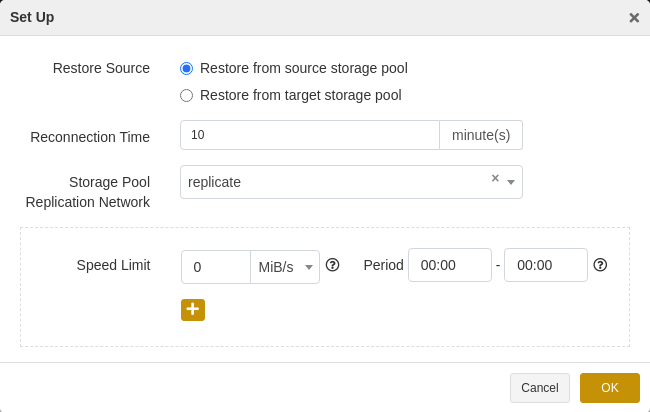 Set Up
Restore Source
Restore from source storage pool
Restore from target storage pool
Reconnection Time 10 minute(s)
Storage Pool
Replication Network
replicate
Speed Limit 0 MiB/s Period 00:00 - 00:00
Cancel OK